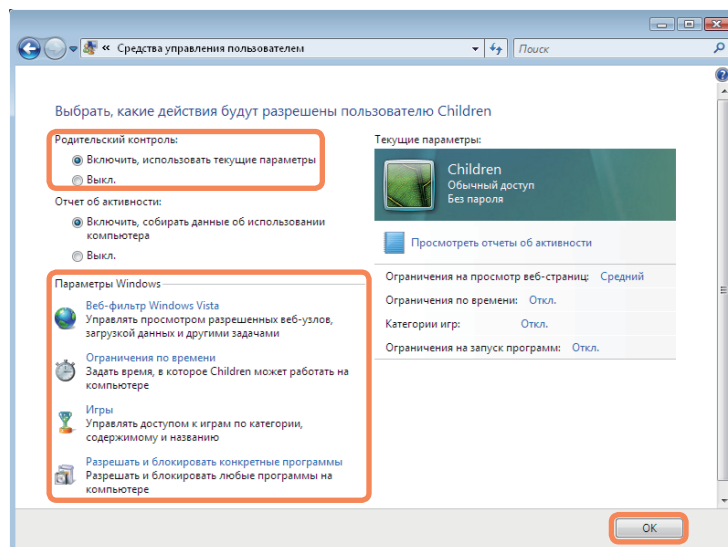 « Средства управления пользователем
Поиск
Выбрать, какие действия будут разрешены пользователю Children
Родительский контроль:
Включить, использовать текущие параметры
Выкл.
Отчет об активности:
Включить, собирать данные об использовании
компьютера
Выкл.
Параметры Windows
Веб-фильтр Windows Vista
Управлять просмотром разрешенных веб-узлов,
загрузкой данных и другими задачами
Ограничения по времени
Задать время, в которое Children может работать на
компьютере
Игры
Управлять доступом к играм по категории,
содержимому и названию
Разрешать и блокировать конкретные программы
Разрешать и блокировать любые программы на
компьютере
Текущие параметры:
Children
Обычный доступ
Без пароля
Просмотреть отчеты об активности
Ограничения на просмотр веб-страниц: Средний
Ограничения по времени: Откл.
Категории игр: Откл.
Ограничения на запуск программ: Откл.
OK